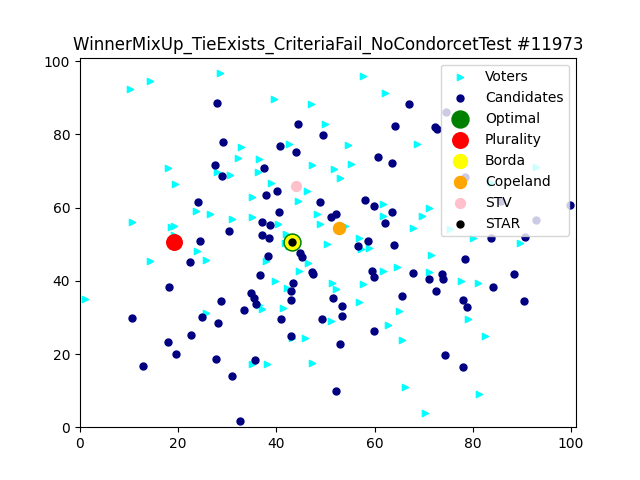 WinnerMixUp_TieExists_CriteriaFail_NoCondorcetTest #11973
100
80
60
40
20
0
0 20 40 60 80 100
Voters
Candidates
Optimal
Plurality
Borda
Copeland
STV
STAR